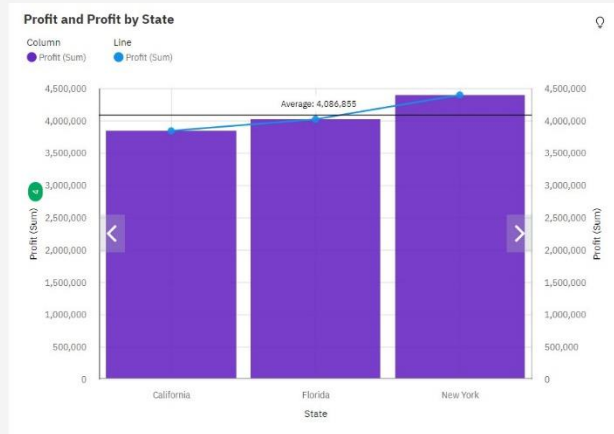 Profit and Profit by State
Column Line
Profit (Sum) Profit (Sum)
4,500,000 4,500,000
Average: 4,086,855
4,000,000 4,000,000
3,500,000 3,500,000
3,000,000 3,000,000
2,500,000 2,500,000
Profit (Sum) Profit (Sum)
2,000,000 2,000,000
1,500,000 1,500,000
1,000,000 1,000,000
500,000 500,000
0 0
California Florida New York
State